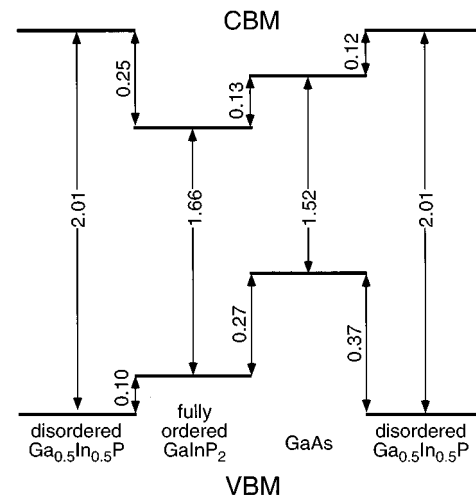 CBM
0.25
0.13
0.12
2.01
1.66
1.52
2.01
0.10
0.27
0.37
disordered
Ga₀.₅In₀.₅P
fully
ordered
GaInP₂
GaAs
disordered
Ga₀.₅In₀.₅P
VBM